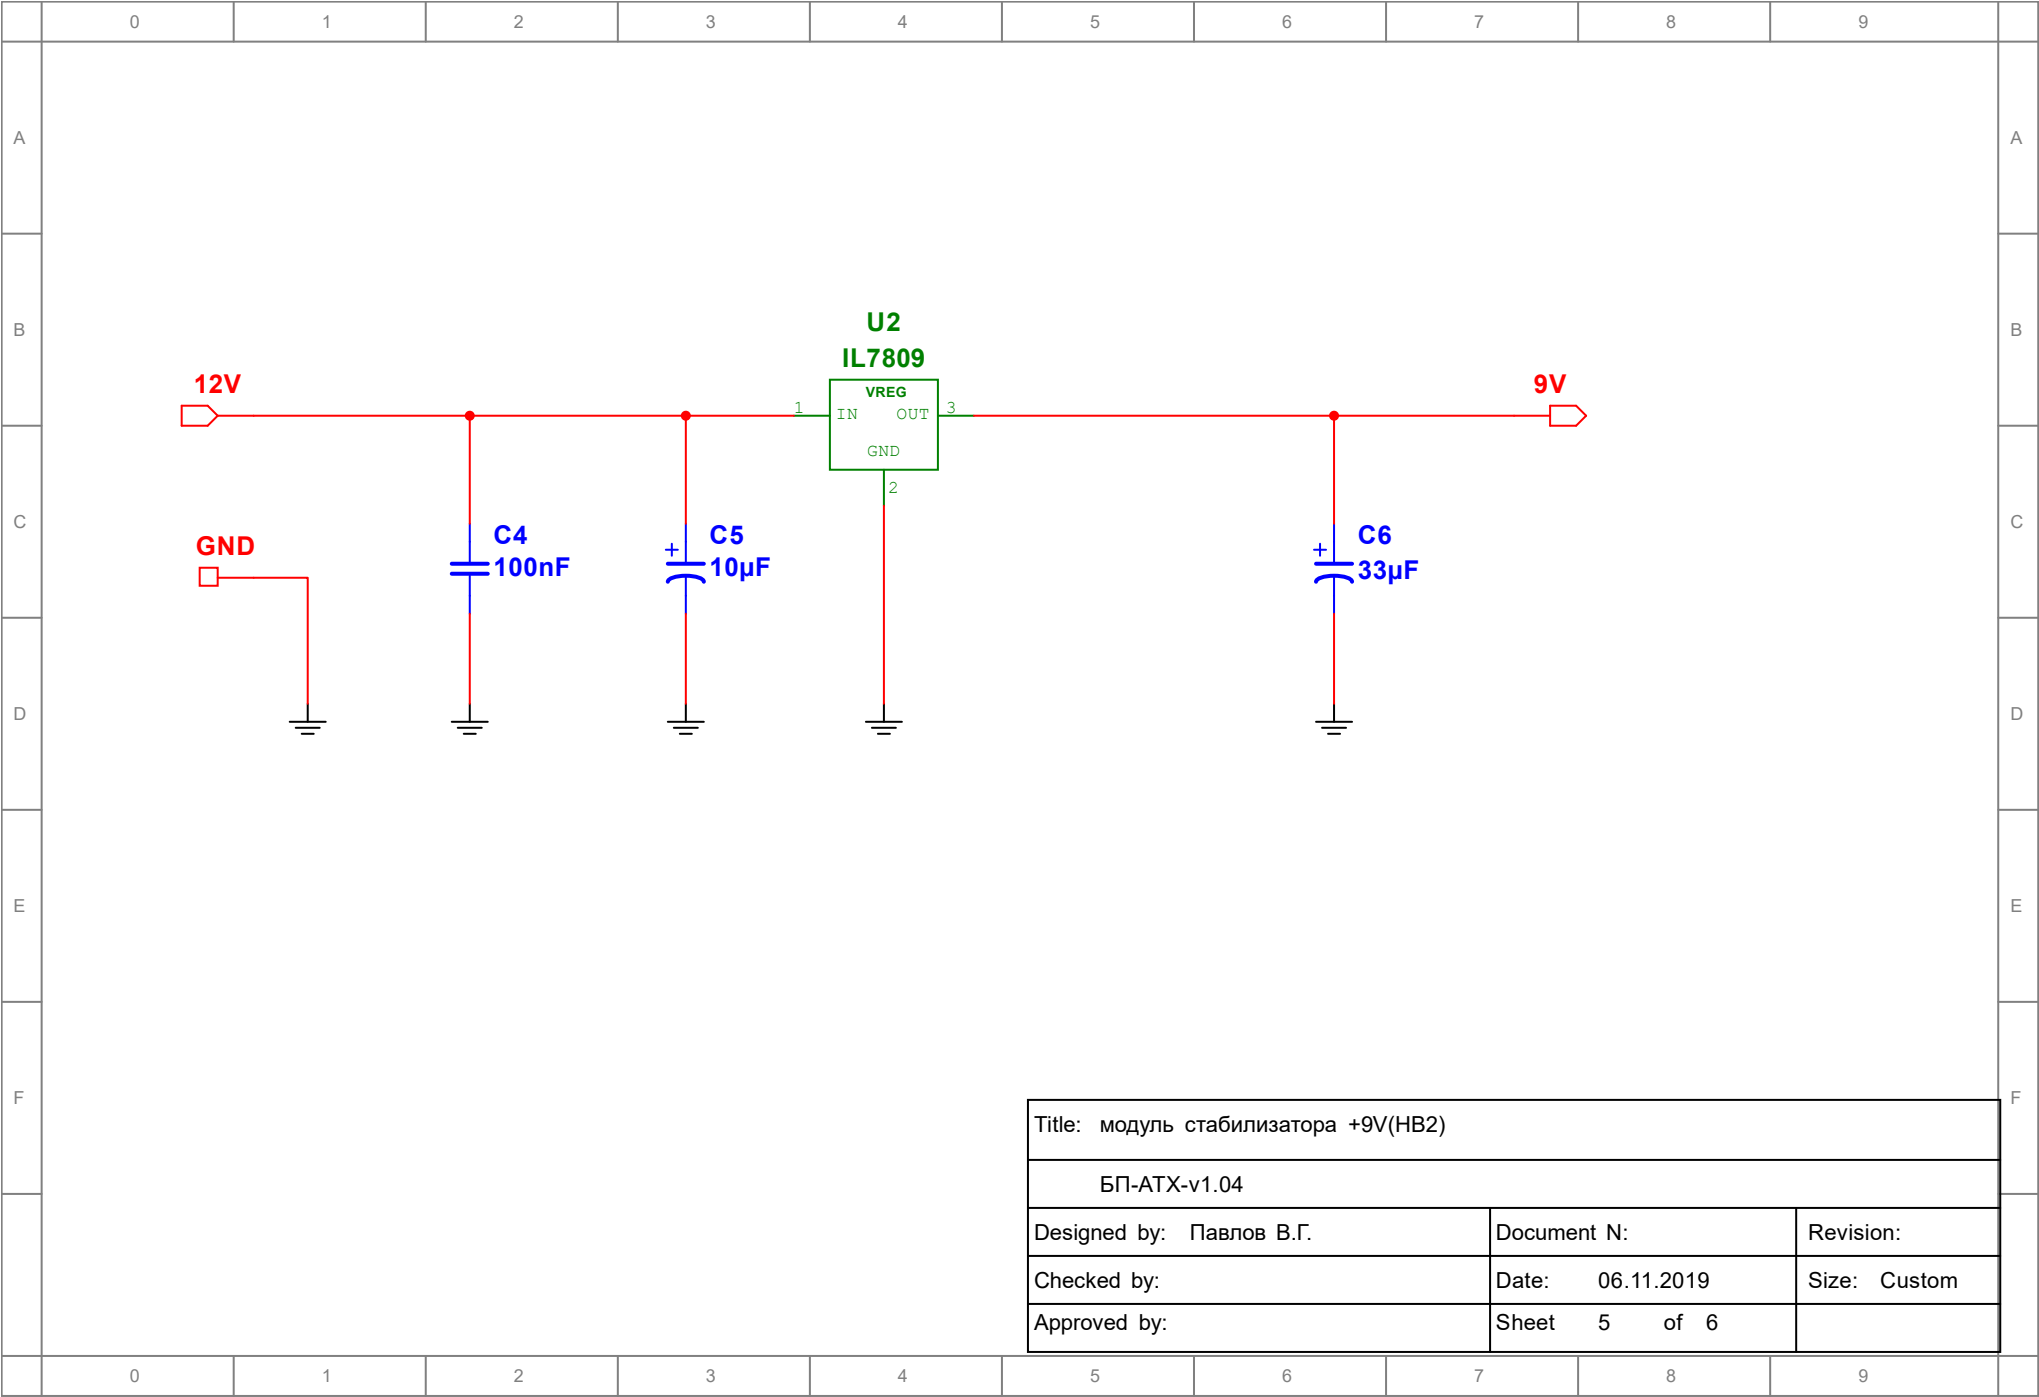 0 1 2 3 4 5 6 7 8 9
A A
B B
U2
IL7809
12V
9V
VREG
1 IN OUT 3
GND
2
C C
C4
100nF
+ C5
10µF
+ C6
33µF
GND
D D
E E
F F
Title: модуль стабилизатора +9V(HB2)
БП-ATX-v1.04
Designed by: Павлов В.Г.
Document N:
Revision:
Checked by:
Date: 06.11.2019
Size: Custom
Approved by:
Sheet 5 of 6
0 1 2 3 4 5 6 7 8 9